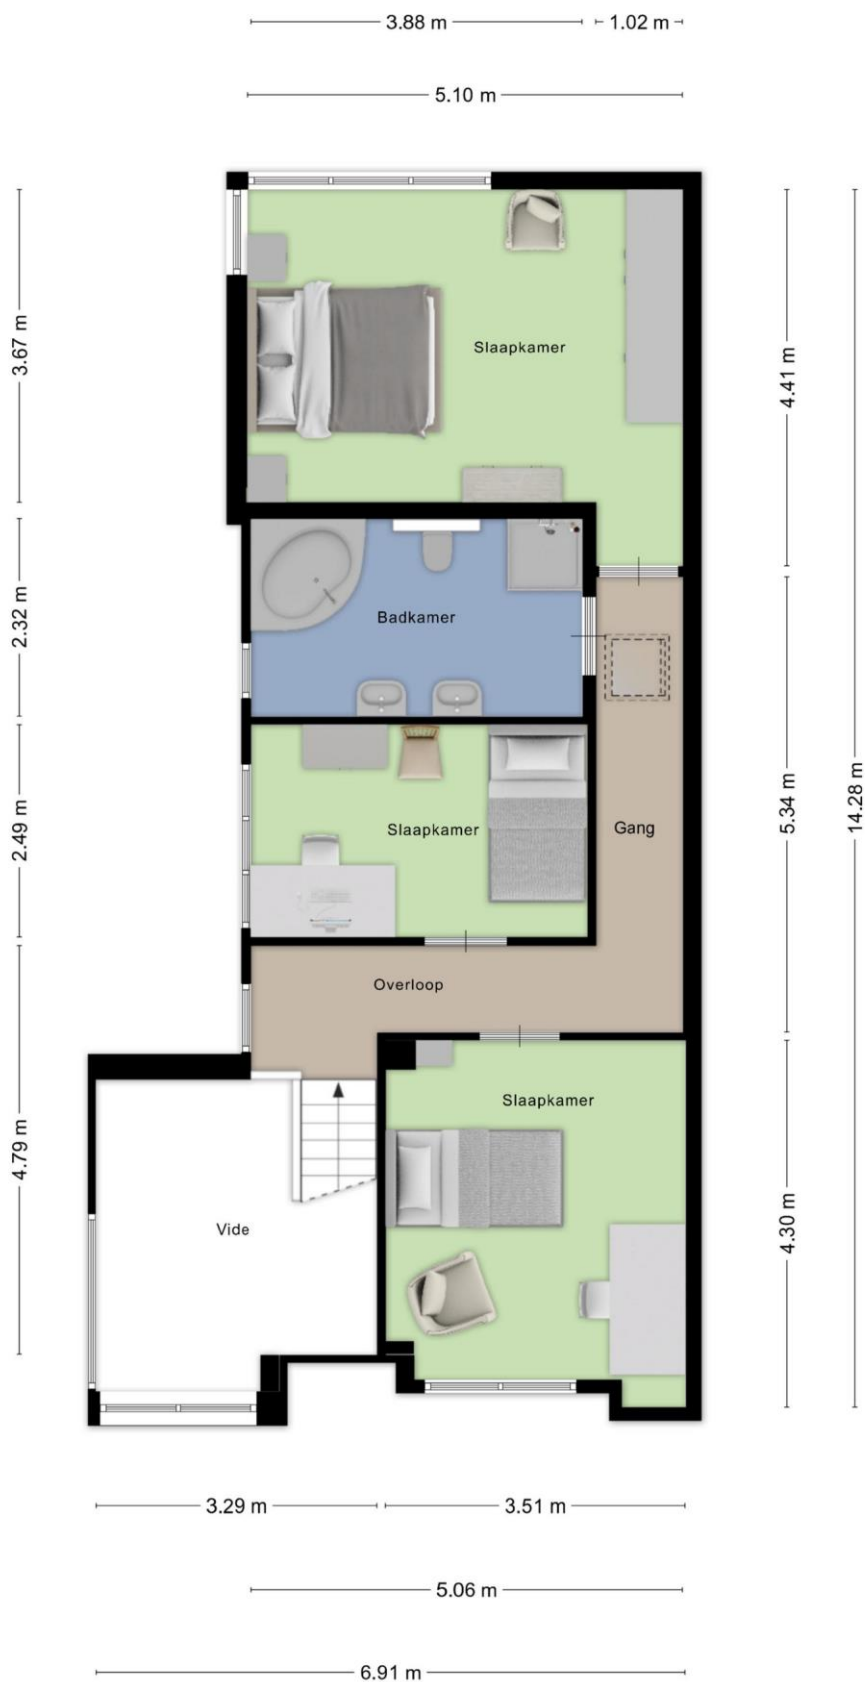 3.88 m
1.02 m
5.10 m
3.67 m
4.41 m
Slaapkamer
2.32 m
Badkamer
14.28 m
5.34 m
2.49 m
Slaapkamer
Gang
Overloop
4.79 m
Slaapkamer
4.30 m
Vide
3.29 m
3.51 m
5.06 m
6.91 m